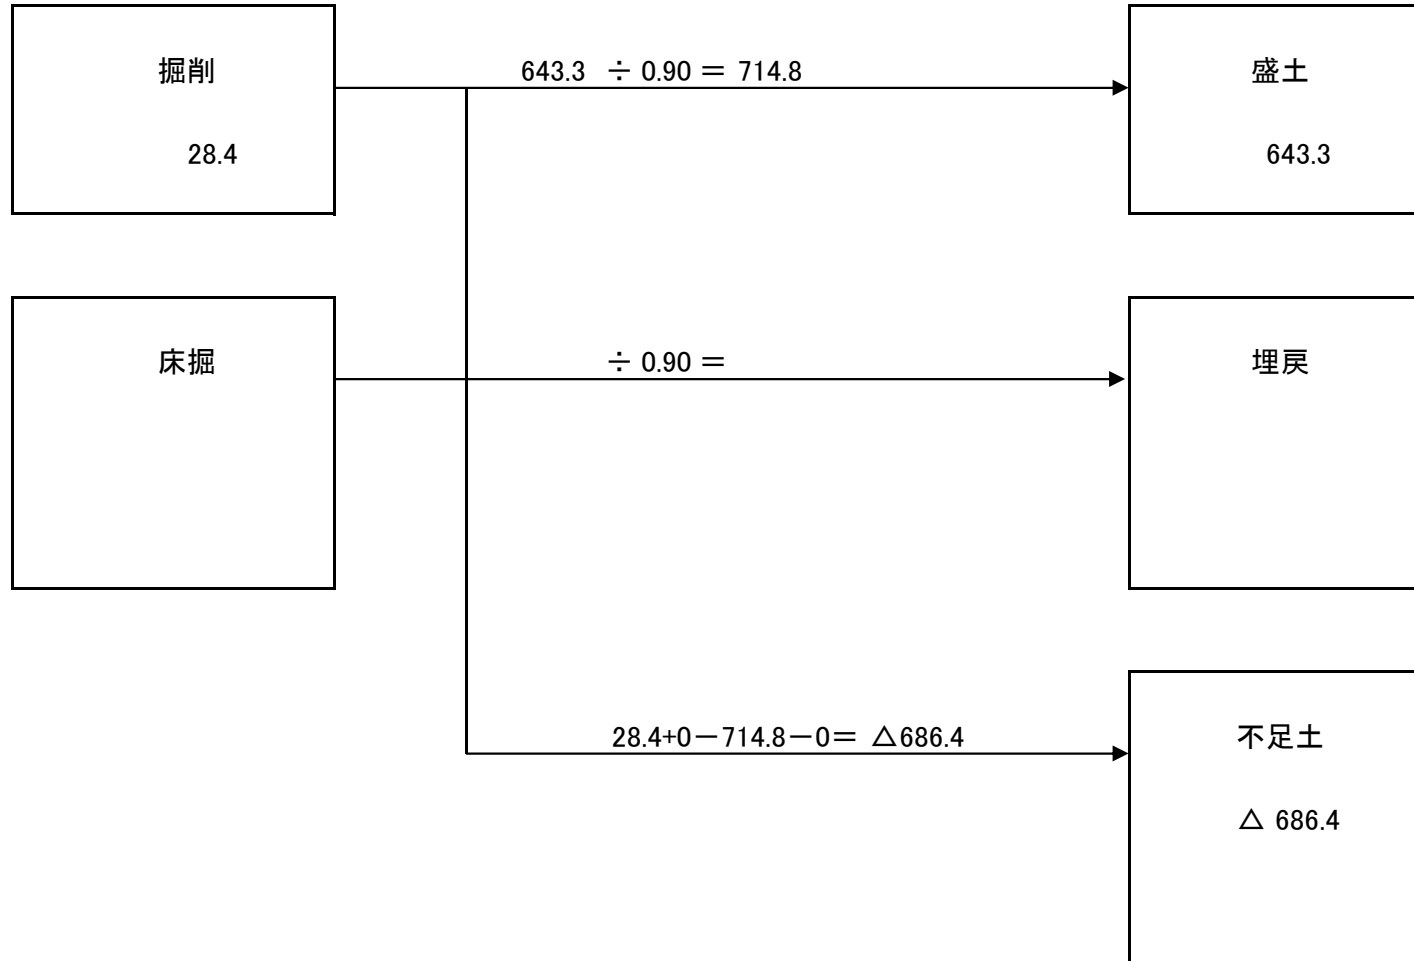 掘削
643.3 ÷ 0.90 = 714.8
盛土
28.4
643.3
床掘
÷ 0.90 =
埋戻
28.4+0-714.8-0= △686.4
不足土
△ 686.4